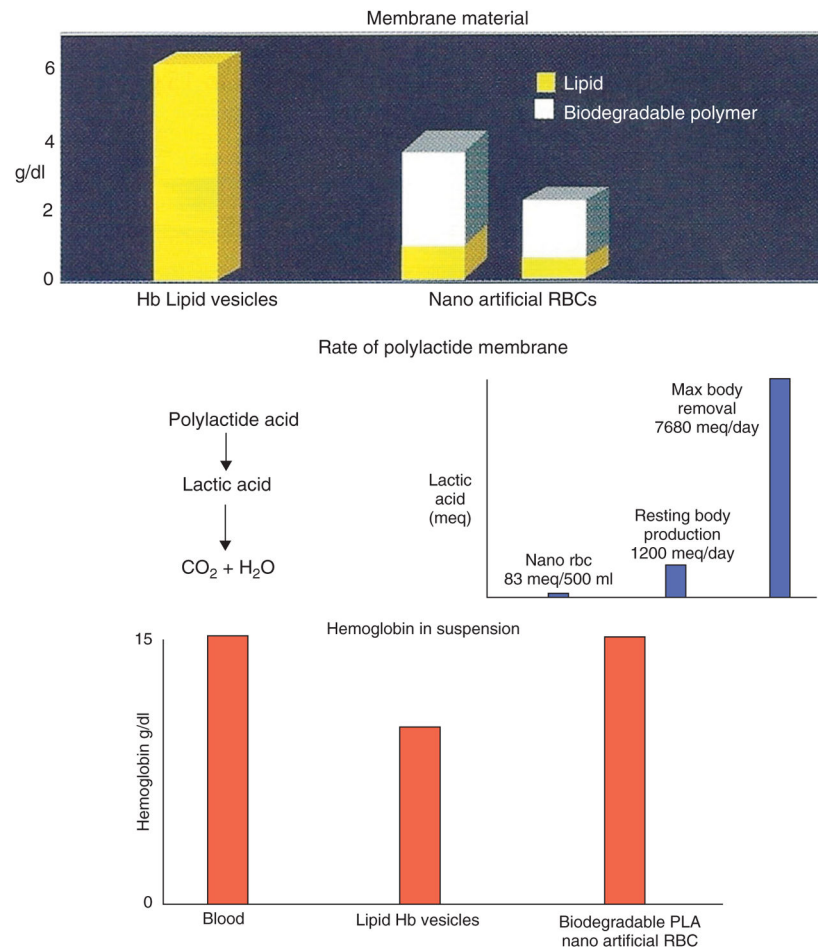 Membrane material
6
4
g/dl
2
0
Lipid
Biodegradable polymer
Hb Lipid vesicles
Nano artificial RBCs
Rate of polylactide membrane
Polylactide acid
Lactic acid
CO₂ + H₂O
Lactic
acid
(meq)
Nano rbc
83 meq/500 ml
Resting body
production
1200 meq/day
Max body
removal
7680 meq/day
Hemoglobin in suspension
15
Hemoglobin g/dl
0
Blood
Lipid Hb vesicles
Biodegradable PLA
nano artificial RBC